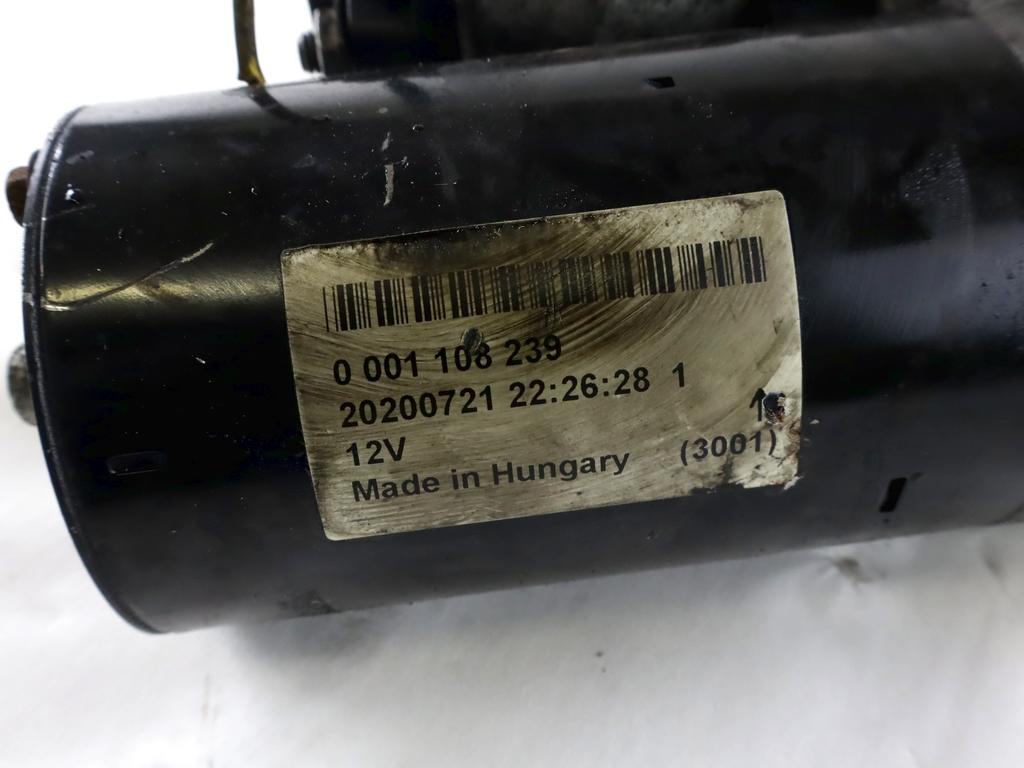 0 001 108 239
20200721 22:26:28 1
12V
Made in Hungary (3001)